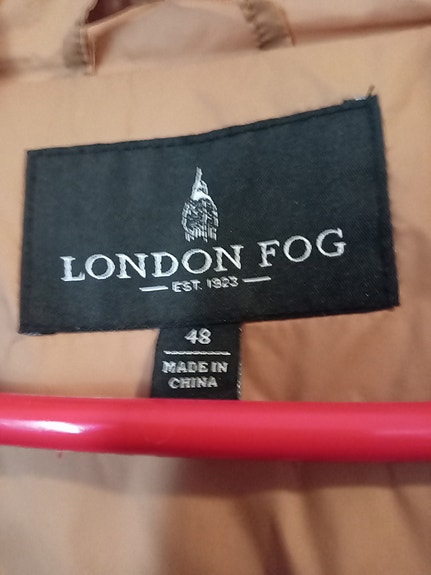 LONDON FOG
EST. 1923
48
MADE IN
CHINA